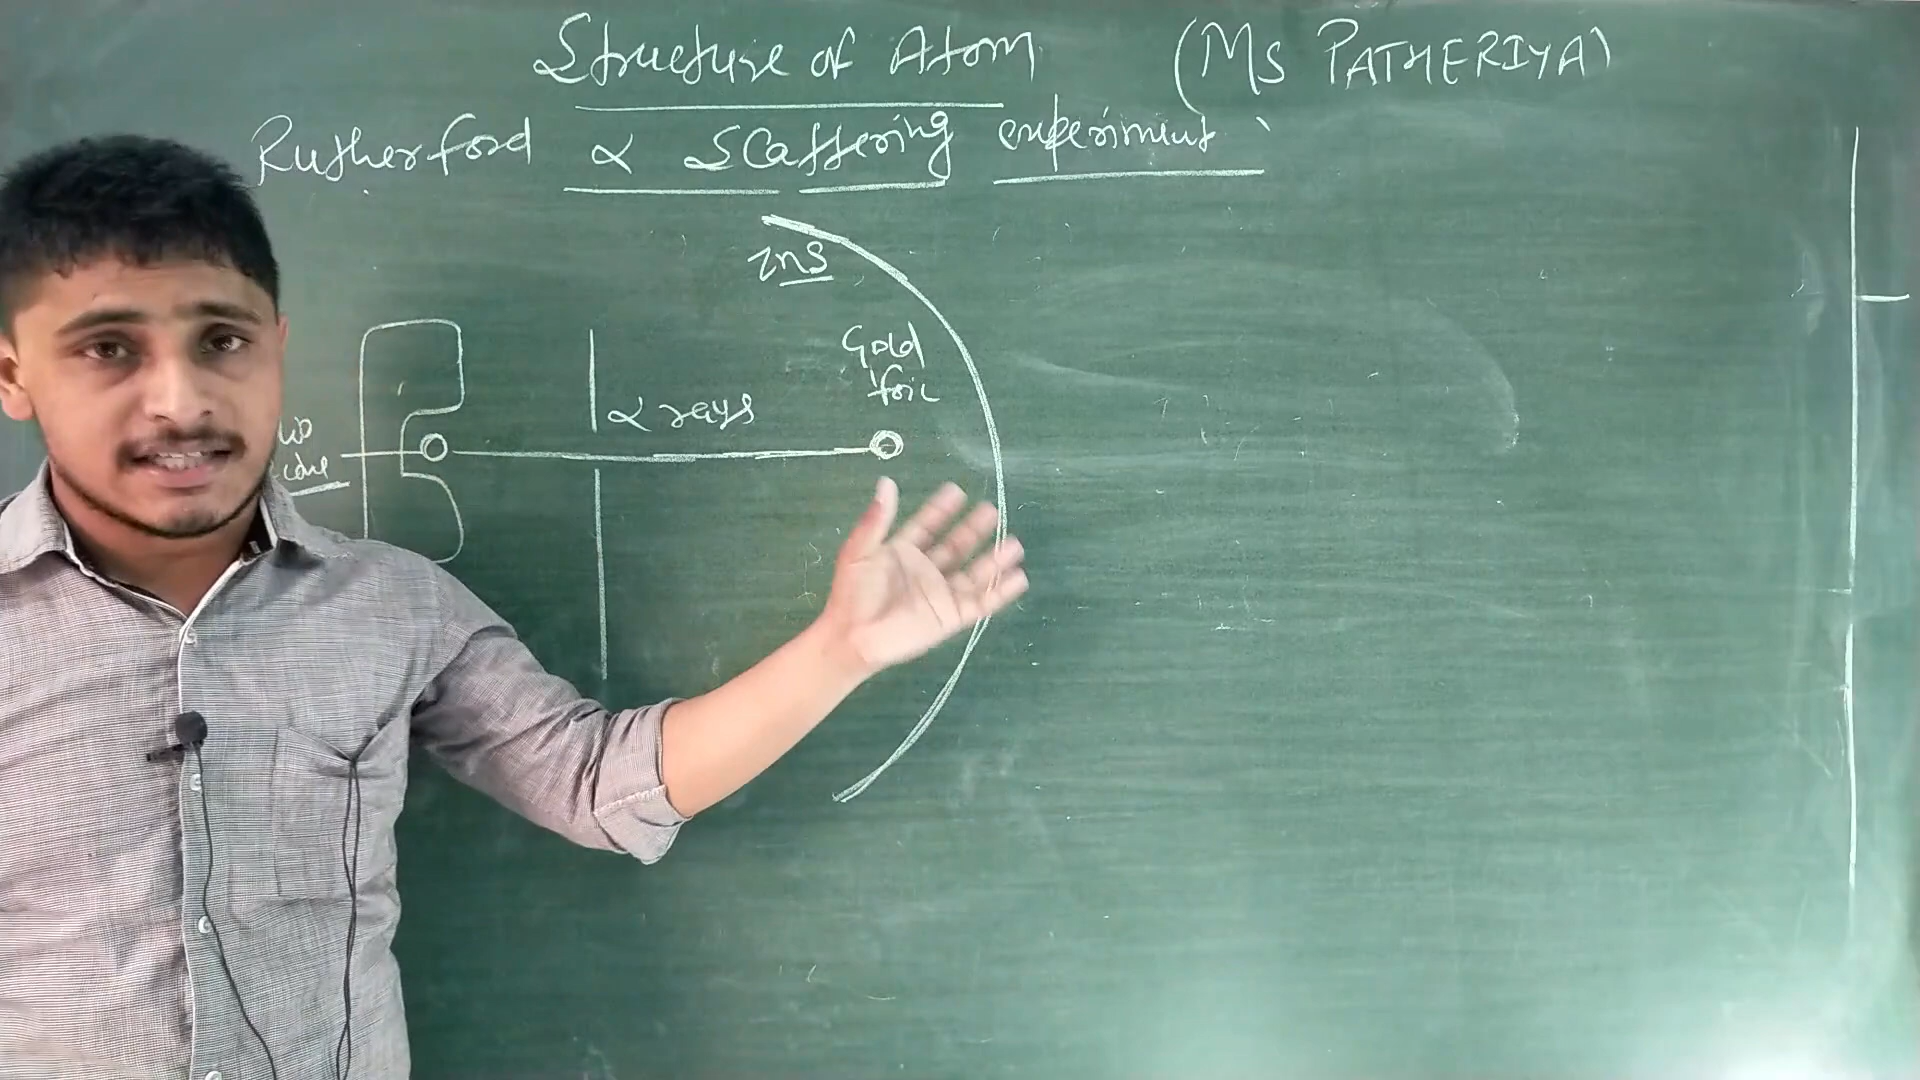 Structure of Atom (MS PATHERIYA)
Rutherford α Scattering experiment
ZnS
Gold
foil
α rays